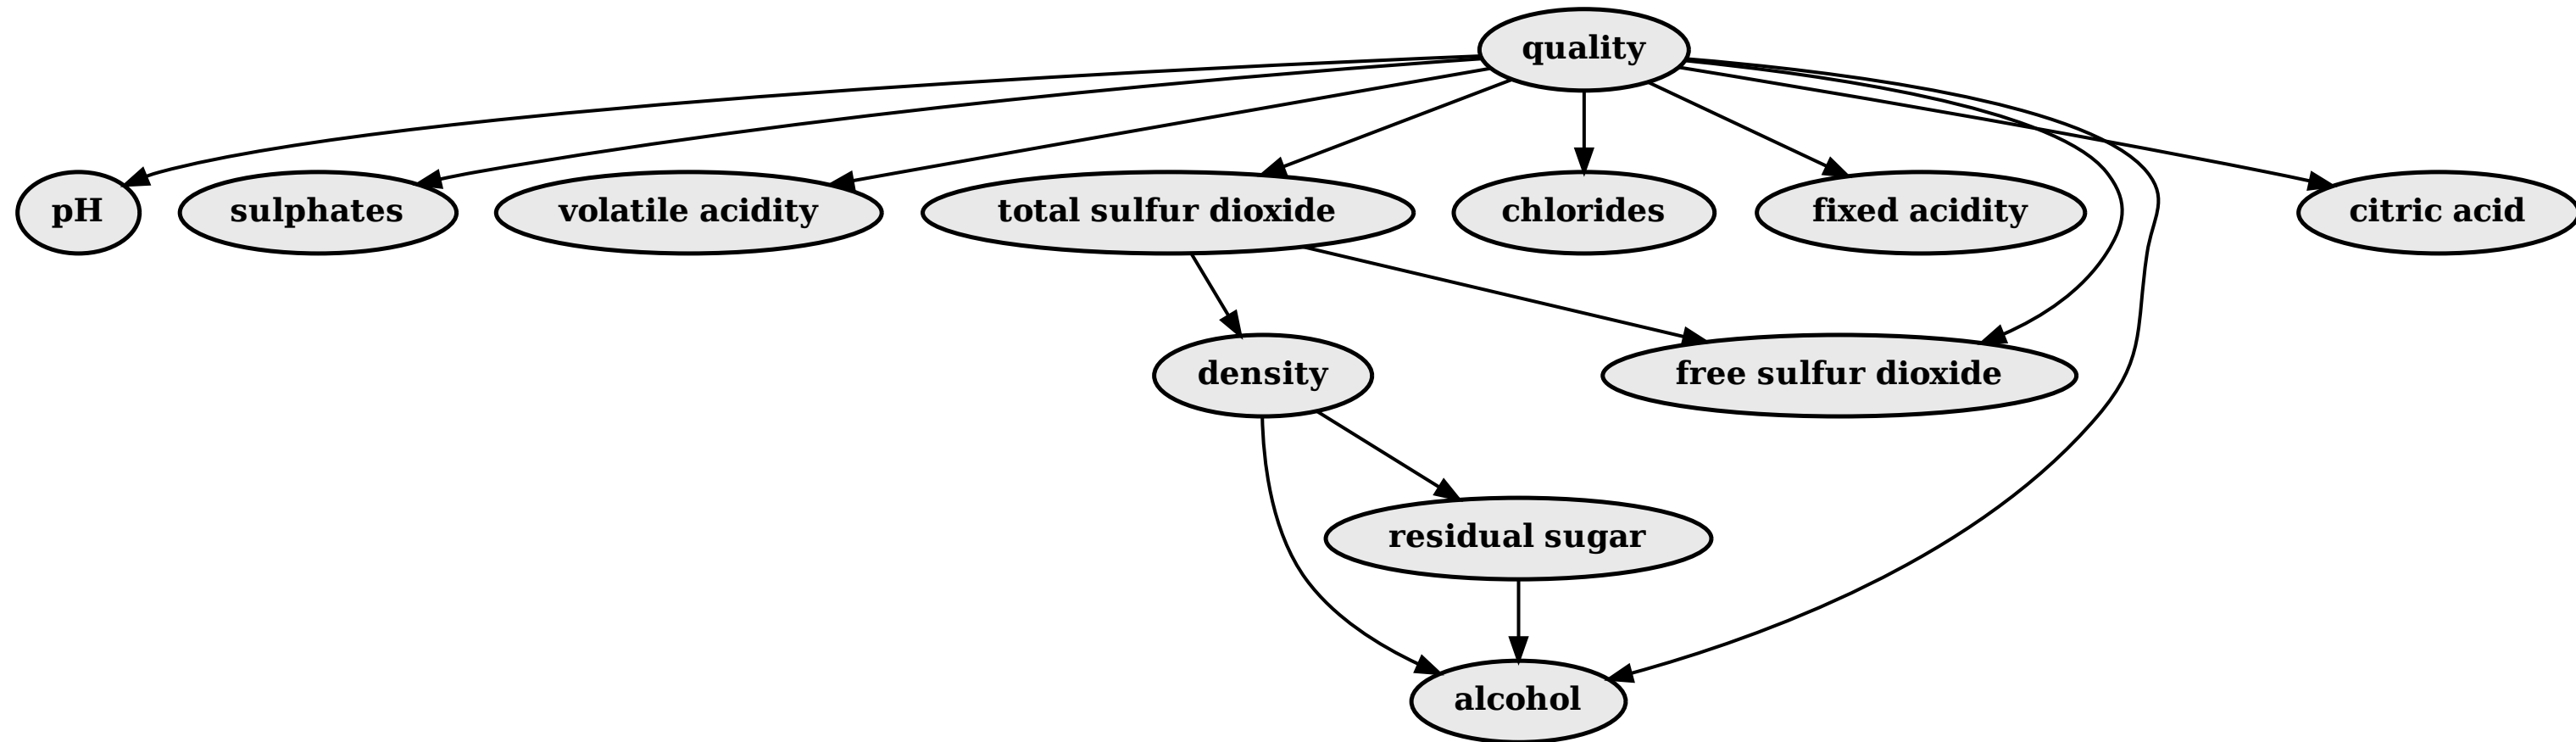 quality
pH
sulphates
volatile acidity
total sulfur dioxide
chlorides
fixed acidity
citric acid
density
free sulfur dioxide
residual sugar
alcohol